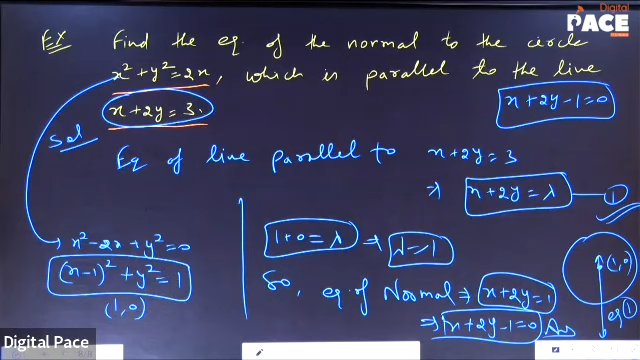 Digital
PACE
Ex Find the eq. of the normal to the circle
x² + y² = 2x, which is parallel to the line
x + 2y = 3.
x + 2y - 1 = 0
Sol
Eq of line parallel to x + 2y = 3
⇒ x + 2y = λ — ①
x² - 2x + y² = 0
(x-1)² + y² = 1
(1,0)
1 + 0 = λ ⇒ λ = 1
So, eq. of Normal ⇒ x + 2y = 1
⇒ x + 2y - 1 = 0 Ans
(1,0)
eq ①
Digital Pace